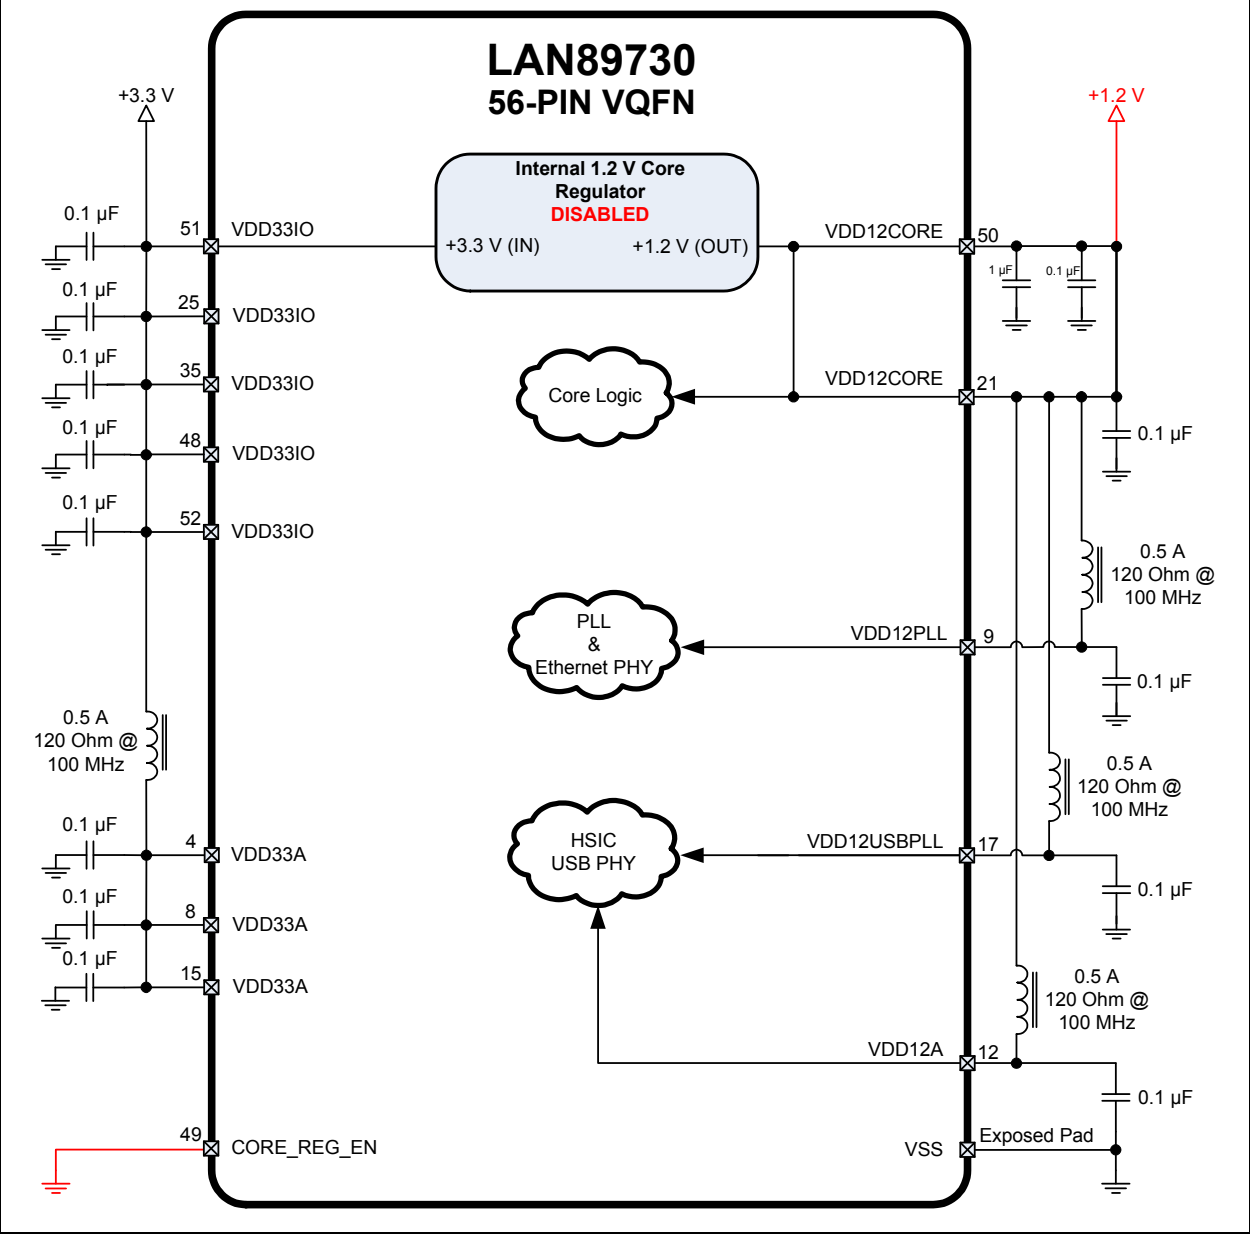 LAN89730
56-PIN VQFN
+3.3 V
+1.2 V
Internal 1.2 V Core
Regulator
DISABLED
+3.3 V (IN)
+1.2 V (OUT)
0.1 µF
51
VDD33IO
VDD12CORE
50
1 µF
0.1 µF
0.1 µF
25
VDD33IO
0.1 µF
35
VDD33IO
Core Logic
VDD12CORE
21
0.1 µF
0.1 µF
48
VDD33IO
0.1 µF
52
VDD33IO
0.5 A
120 Ohm @
100 MHz
PLL
&
Ethernet PHY
VDD12PLL
9
0.1 µF
0.5 A
120 Ohm @
100 MHz
0.5 A
120 Ohm @
100 MHz
0.1 µF
4
VDD33A
HSIC
USB PHY
VDD12USBPLL
17
0.1 µF
0.1 µF
8
VDD33A
0.1 µF
15
VDD33A
0.5 A
120 Ohm @
100 MHz
VDD12A
12
0.1 µF
49
CORE_REG_EN
VSS
Exposed Pad